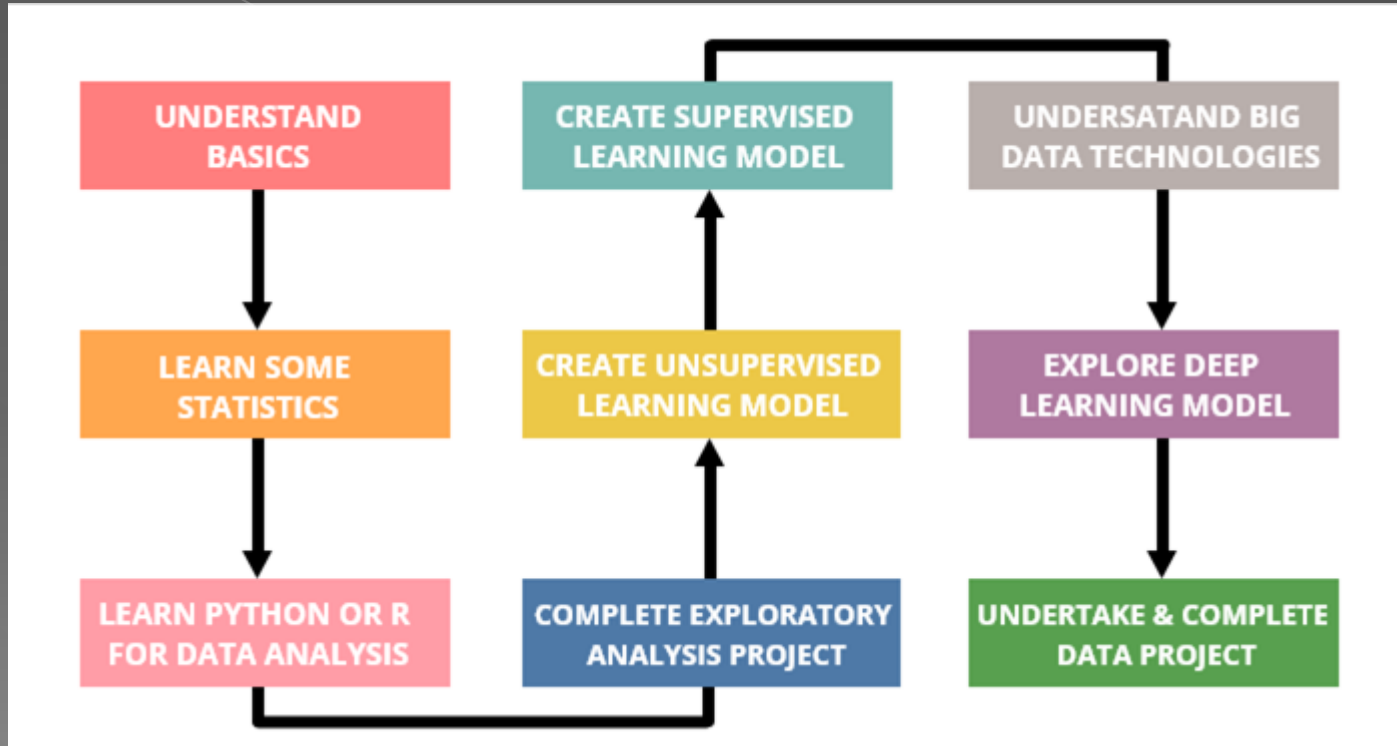 UNDERSTAND
BASICS
LEARN SOME
STATISTICS
LEARN PYTHON OR R
FOR DATA ANALYSIS
COMPLETE EXPLORATORY
ANALYSIS PROJECT
CREATE UNSUPERVISED
LEARNING MODEL
CREATE SUPERVISED
LEARNING MODEL
UNDERSATAND BIG
DATA TECHNOLOGIES
EXPLORE DEEP
LEARNING MODEL
UNDERTAKE & COMPLETE
DATA PROJECT